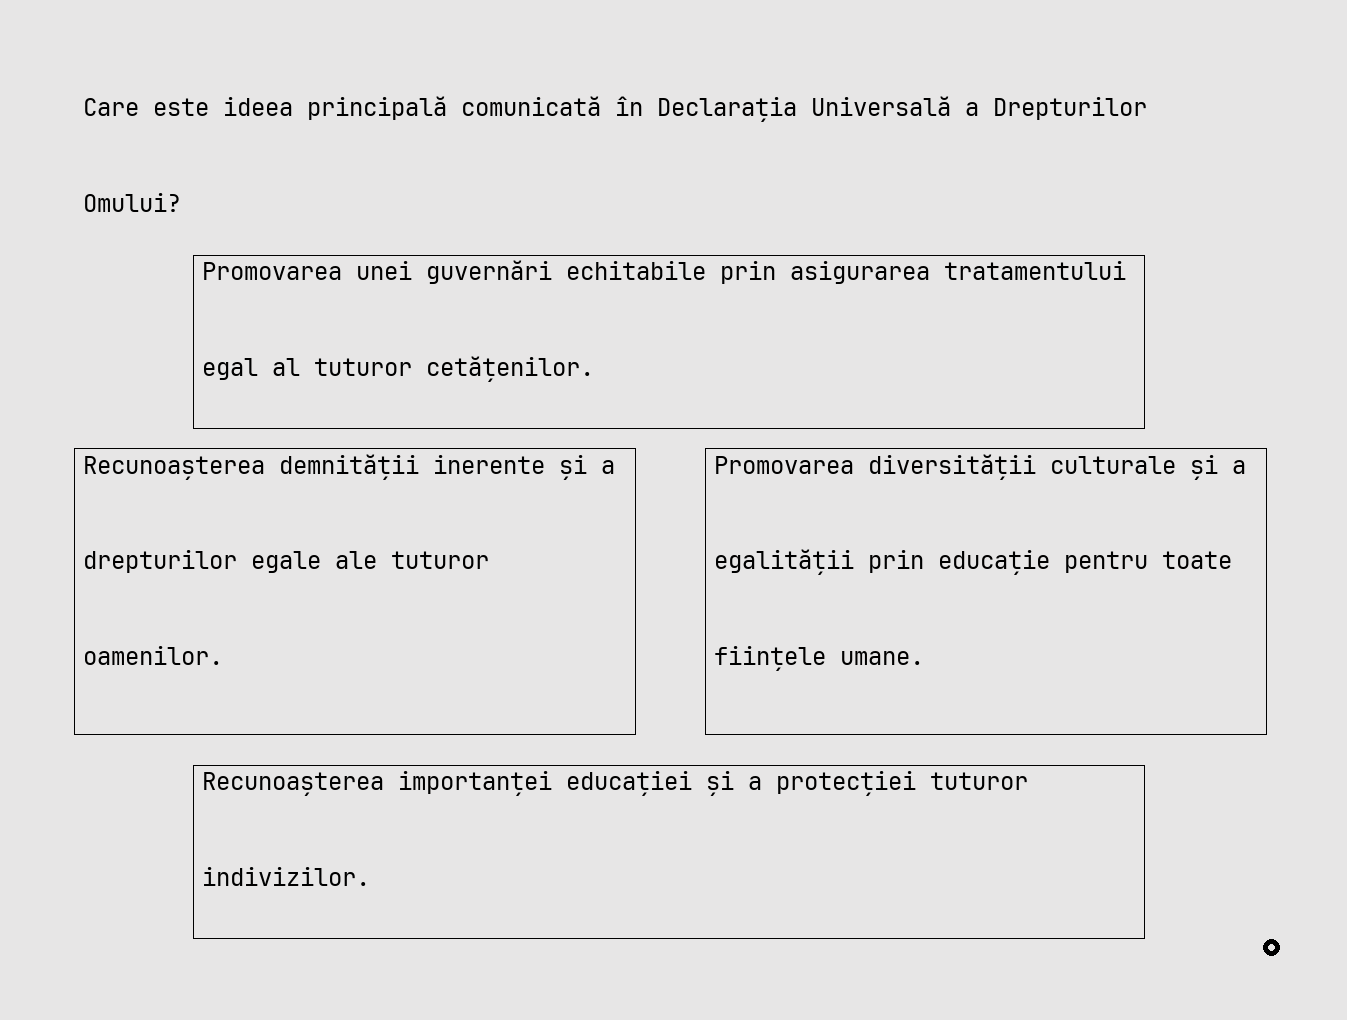 Care este ideea principală comunicată în Declarația Universală a Drepturilor
Omului?
Promovarea unei guvernări echitabile prin asigurarea tratamentului
egal al tuturor cetățenilor.
Recunoașterea demnității inerente și a
drepturilor egale ale tuturor
oamenilor.
Promovarea diversității culturale și a
egalității prin educație pentru toate
ființele umane.
Recunoașterea importanței educației și a protecției tuturor
indivizilor.